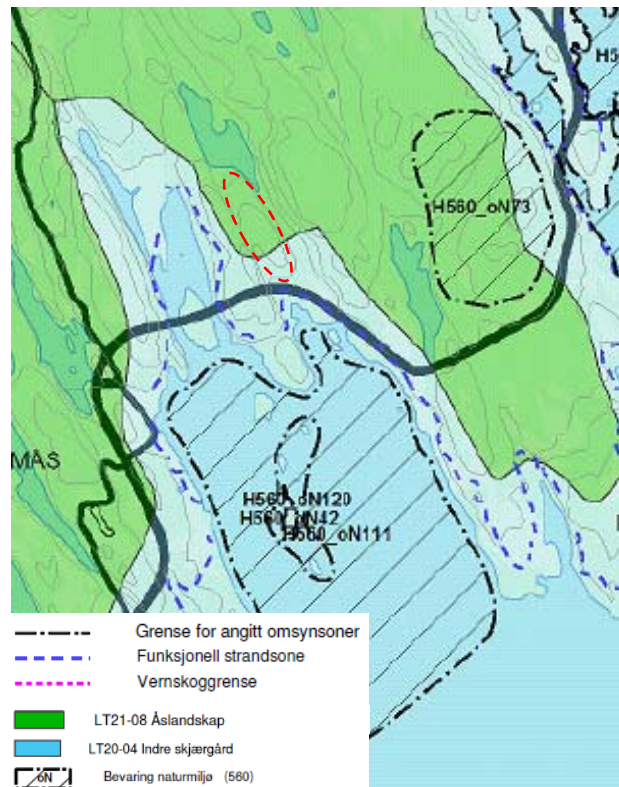 H5
H560_oN73
MÅS
H560_oN120
H560_oN42
H560_oN111
Grense for angitt omsynsoner
Funksjonell strandsone
Vernskoggrense
LT21-08 Åslandskap
LT20-04 Indre skjærgård
oN Bevaring naturmiljø (560)